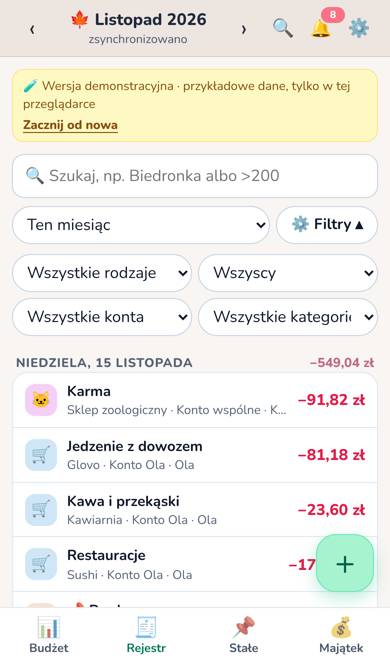 ‹ 🍁 Listopad 2026 › 🔍 🔔 8 ⚙️
zsynchronizowano
🧪 Wersja demonstracyjna · przykładowe dane, tylko w tej
przeglądarce
Zacznij od nowa
🔍 Szukaj, np. Biedronka albo >200
Ten miesiąc
⚙️ Filtry ▴
Wszystkie rodzaje
Wszyscy
Wszystkie konta
Wszystkie kategorie
NIEDZIELA, 15 LISTOPADA −549,04 zł
Karma
Sklep zoologiczny · Konto wspólne · K...
−91,82 zł
Jedzenie z dowozem
Glovo · Konto Ola · Ola
−81,18 zł
Kawa i przekąski
Kawiarnia · Konto Ola · Ola
−23,60 zł
Restauracje
Sushi · Konto Ola · Ola
−17
+
Budżet
Rejestr
Stałe
Majątek